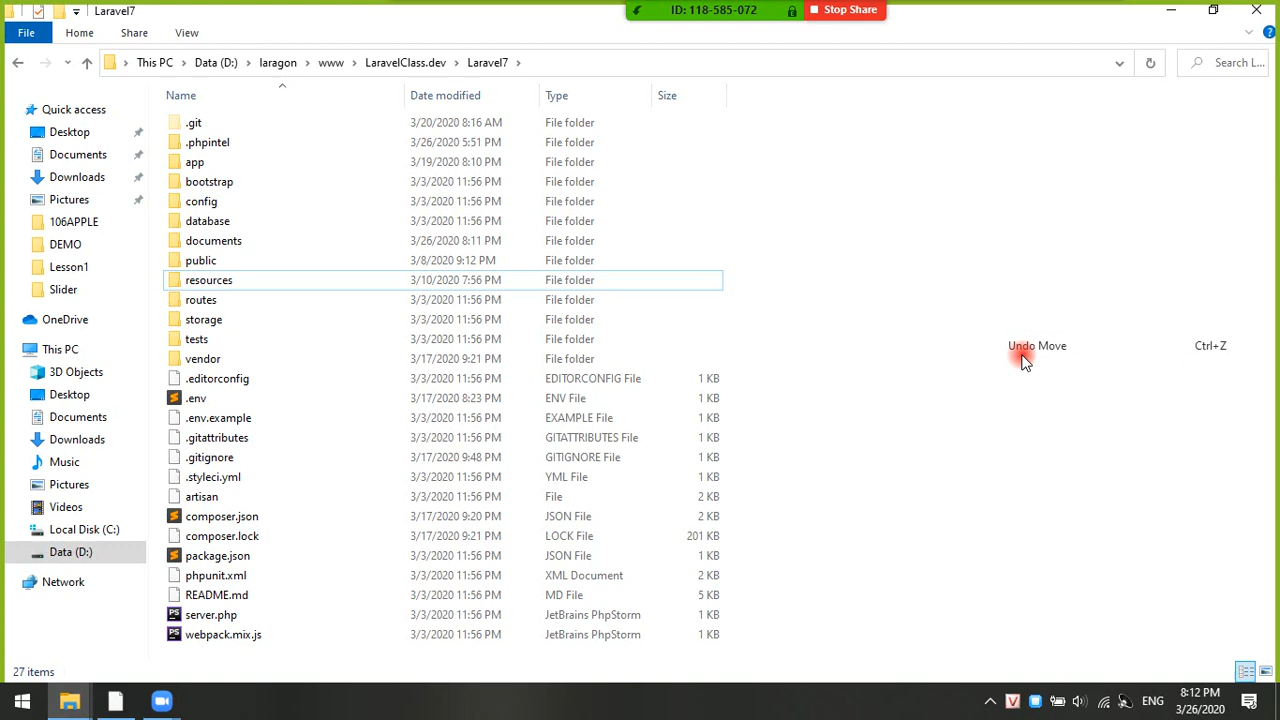 Laravel7
ID: 118-585-072
Stop Share
File Home Share View
This PC Data (D:) laragon www LaravelClass.dev Laravel7
Search L...
Name Date modified Type Size
Quick access
Desktop
Documents
Downloads
Pictures
106APPLE
DEMO
Lesson1
Slider
OneDrive
This PC
3D Objects
Desktop
Documents
Downloads
Music
Pictures
Videos
Local Disk (C:)
Data (D:)
Network
.git 3/20/2020 8:16 AM File folder
.phpintel 3/26/2020 5:51 PM File folder
app 3/19/2020 8:10 PM File folder
bootstrap 3/3/2020 11:56 PM File folder
config 3/3/2020 11:56 PM File folder
database 3/3/2020 11:56 PM File folder
documents 3/26/2020 8:11 PM File folder
public 3/8/2020 9:12 PM File folder
resources 3/10/2020 7:56 PM File folder
routes 3/3/2020 11:56 PM File folder
storage 3/3/2020 11:56 PM File folder
tests 3/3/2020 11:56 PM File folder
vendor 3/17/2020 9:21 PM File folder
.editorconfig 3/3/2020 11:56 PM EDITORCONFIG File 1 KB
.env 3/17/2020 8:23 PM ENV File 1 KB
.env.example 3/3/2020 11:56 PM EXAMPLE File 1 KB
.gitattributes 3/3/2020 11:56 PM GITATTRIBUTES File 1 KB
.gitignore 3/17/2020 9:48 PM GITIGNORE File 1 KB
.styleci.yml 3/3/2020 11:56 PM YML File 1 KB
artisan 3/3/2020 11:56 PM File 2 KB
composer.json 3/17/2020 9:20 PM JSON File 2 KB
composer.lock 3/17/2020 9:21 PM LOCK File 201 KB
package.json 3/3/2020 11:56 PM JSON File 1 KB
phpunit.xml 3/3/2020 11:56 PM XML Document 2 KB
README.md 3/3/2020 11:56 PM MD File 5 KB
server.php 3/3/2020 11:56 PM JetBrains PhpStorm 1 KB
webpack.mix.js 3/3/2020 11:56 PM JetBrains PhpStorm 1 KB
Undo Move Ctrl+Z
27 items
ENG
8:12 PM
3/26/2020